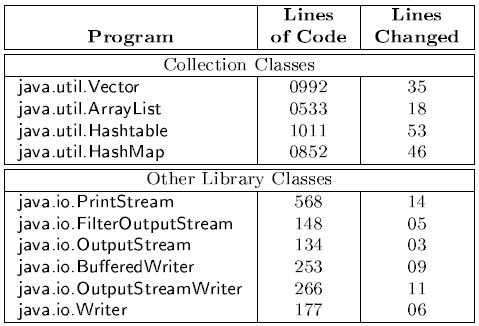 Program Lines of Code Lines Changed
Collection Classes
java.util.Vector 0992 35
java.util.ArrayList 0533 18
java.util.Hashtable 1011 53
java.util.HashMap 0852 46
Other Library Classes
java.io.PrintStream 568 14
java.io.FilterOutputStream 148 05
java.io.OutputStream 134 03
java.io.BufferedWriter 253 09
java.io.OutputStreamWriter 266 11
java.io.Writer 177 06